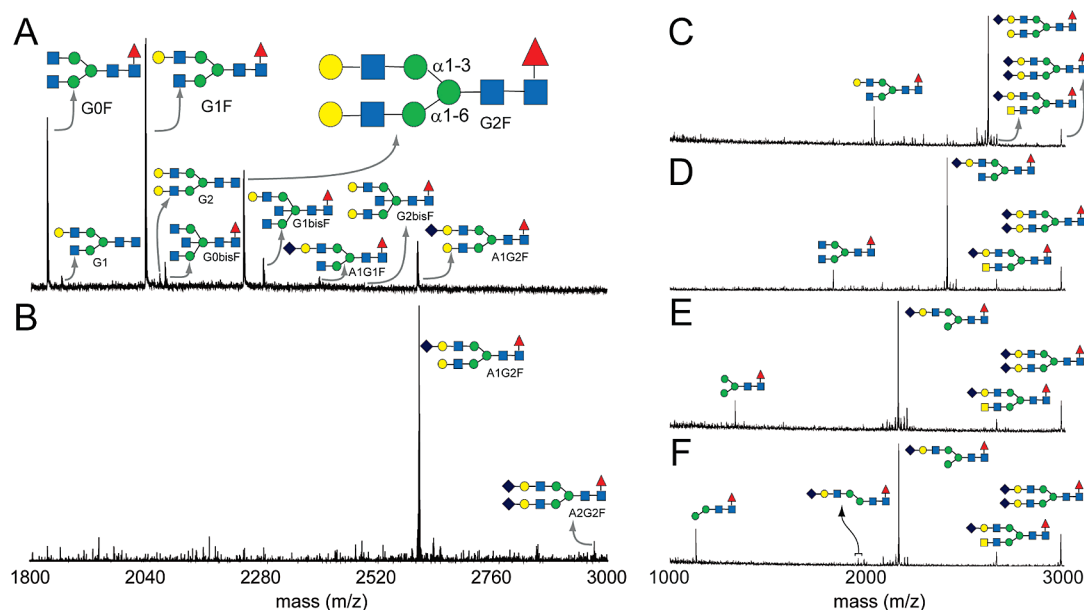 A
G0F
G1F
α1-3
α1-6
G2F
G2
G1
G0bisF
G1bisF
G2bisF
A1G1F
A1G2F
B
A1G2F
A2G2F
1800 2040 2280 2520 2760 3000
mass (m/z)
C
D
E
F
1000 2000 3000
mass (m/z)